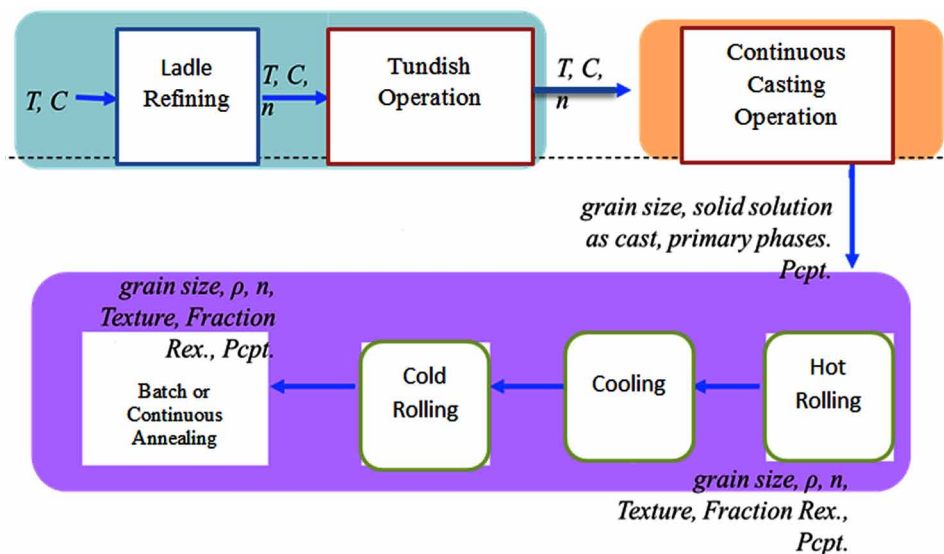 T, C
Ladle
Refining
T, C,
n
Tundish
Operation
T, C,
n
Continuous
Casting
Operation
grain size, solid solution
as cast, primary phases.
Pcpt.
grain size, ρ, n,
Texture, Fraction
Rex., Pcpt.
Batch or
Continuous
Annealing
Cold
Rolling
Cooling
Hot
Rolling
grain size, ρ, n,
Texture, Fraction Rex.,
Pcpt.